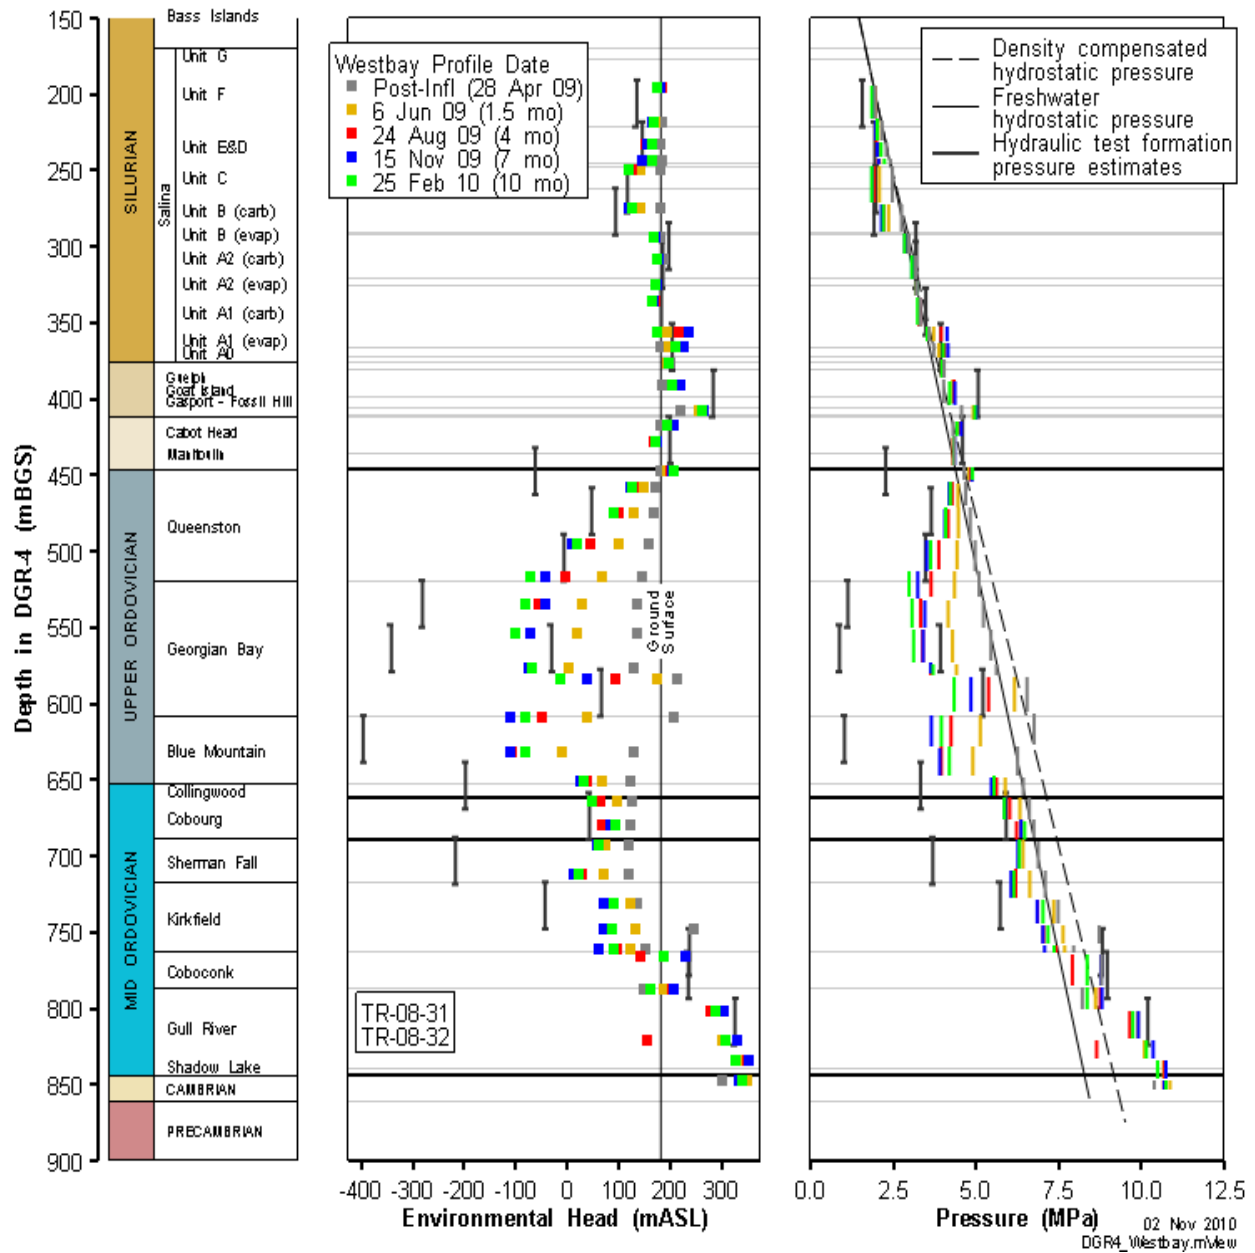 150
200
250
300
350
400
450
500
550
600
650
700
750
800
850
900
Depth in DGR-4 (mBGS)
SILURIAN
UPPER ORDOVICIAN
MID ORDOVICIAN
Bass Islands
Salina
Unit G
Unit F
Unit E&D
Unit C
Unit B (carb)
Unit B (evap)
Unit A2 (carb)
Unit A2 (evap)
Unit A1 (carb)
Unit A1 (evap)
Unit A0
Guelph
Goat Island
Gasport - Fossil Hill
Cabot Head
Manitoulin
Queenston
Georgian Bay
Blue Mountain
Collingwood
Cobourg
Sherman Fall
Kirkfield
Coboconk
Gull River
Shadow Lake
CAMBRIAN
PRECAMBRIAN
Westbay Profile Date
Post-Infl (28 Apr 09)
6 Jun 09 (1.5 mo)
24 Aug 09 (4 mo)
15 Nov 09 (7 mo)
25 Feb 10 (10 mo)
Ground
Surface
TR-08-31
TR-08-32
-400 -300 -200 -100 0 100 200 300
Environmental Head (mASL)
Density compensated
hydrostatic pressure
Freshwater
hydrostatic pressure
Hydraulic test formation
pressure estimates
0.0 2.5 5.0 7.5 10.0 12.5
Pressure (MPa)
02 Nov 2010
DGR4_Westbay.mView